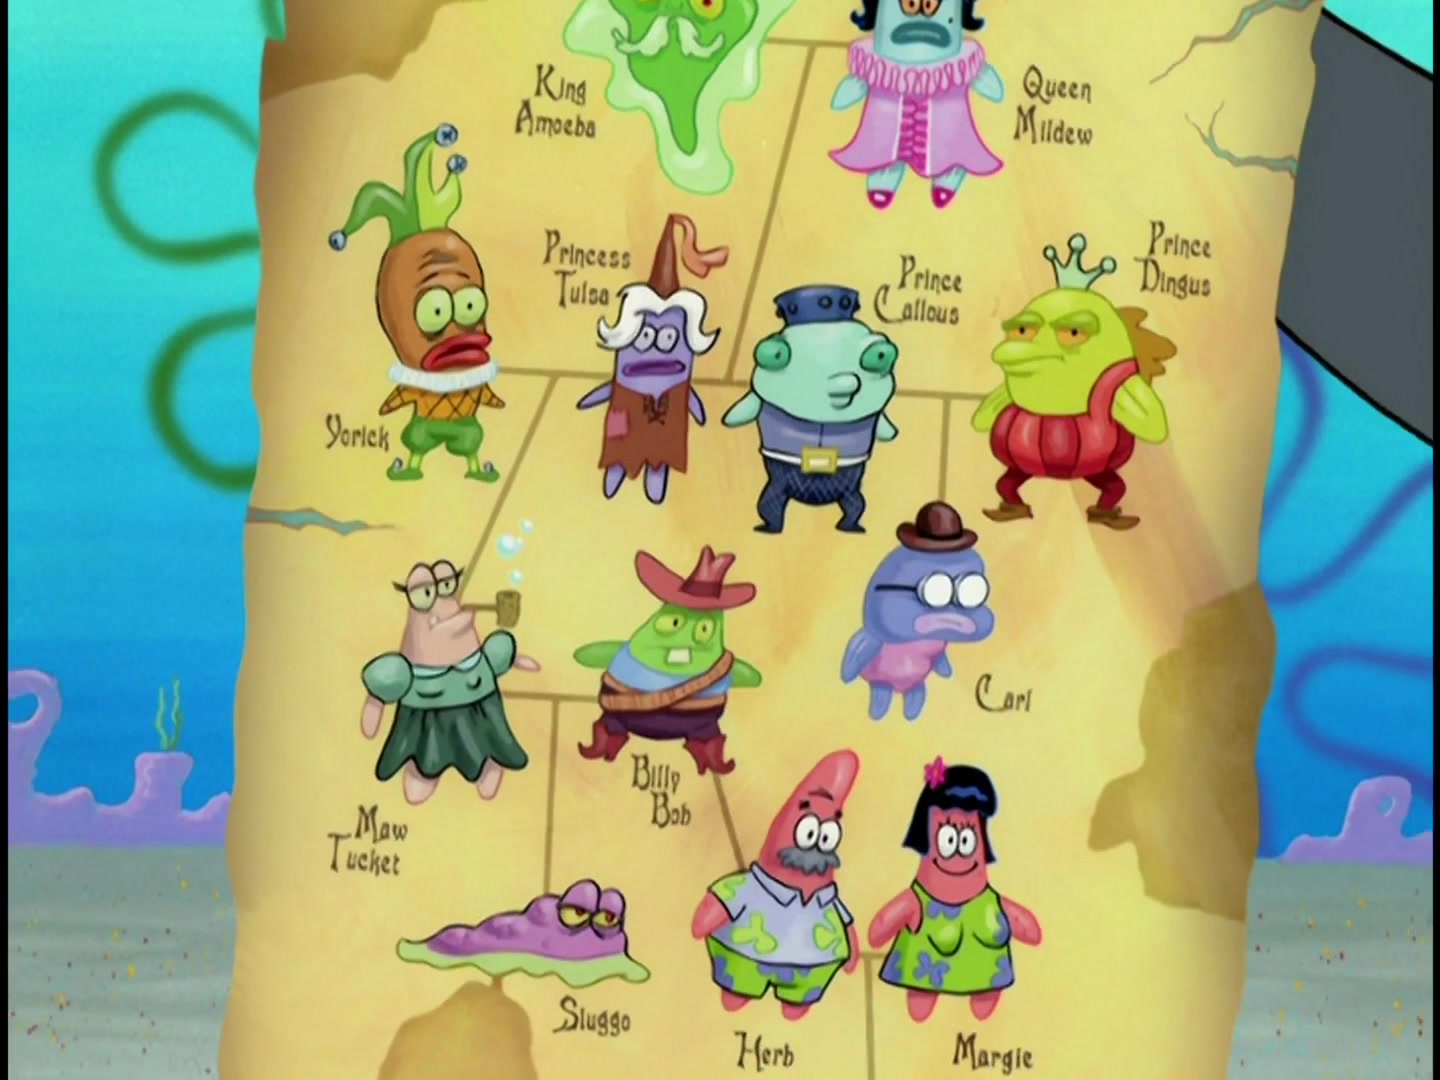 King
Amoeba
Queen
Mildew
Princess
Tulsa
Prince
Callous
Prince
Dingus
Yorick
Carl
Billy
Bob
Maw
Tucket
Sluggo
Herb
Margie